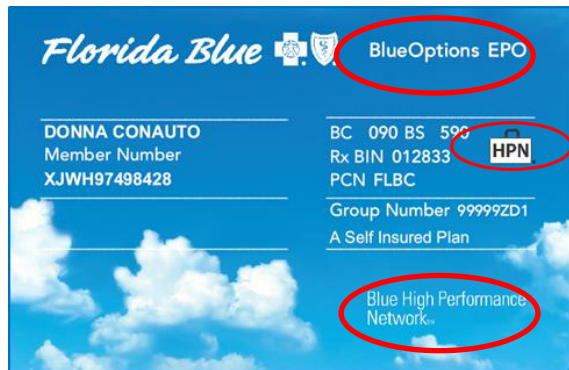 Florida Blue
BlueOptions EPO
DONNA CONAUTO
Member Number
XJWH97498428
BC 090 BS 590
HPN
Rx BIN 012833
PCN FLBC
Group Number 99999ZD1
A Self Insured Plan
Blue High Performance
Network℠